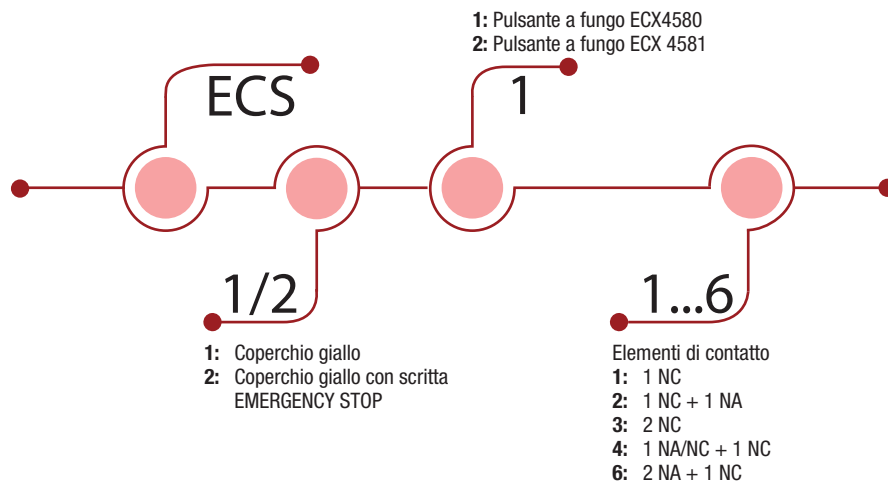 1: Pulsante a fungo ECX4580
2: Pulsante a fungo ECX 4581
ECS
1
1/2
1...6
1: Coperchio giallo
2: Coperchio giallo con scritta
EMERGENCY STOP
Elementi di contatto
1: 1 NC
2: 1 NC + 1 NA
3: 2 NC
4: 1 NA/NC + 1 NC
6: 2 NA + 1 NC